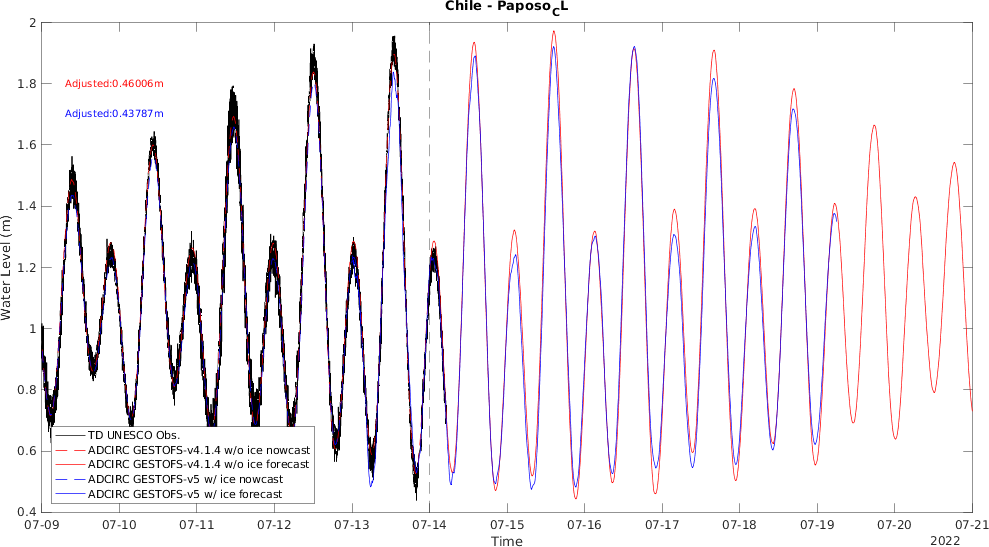 Chile - Paposo_CL
2
1.8
1.6
1.4
1.2
1
0.8
0.6
0.4
Water Level (m)
Adjusted:0.46006m
Adjusted:0.43787m
TD UNESCO Obs.
ADCIRC GESTOFS-v4.1.4 w/o ice nowcast
ADCIRC GESTOFS-v4.1.4 w/o ice forecast
ADCIRC GESTOFS-v5 w/ ice nowcast
ADCIRC GESTOFS-v5 w/ ice forecast
07-09 07-10 07-11 07-12 07-13 07-14 07-15 07-16 07-17 07-18 07-19 07-20 07-21
Time
2022